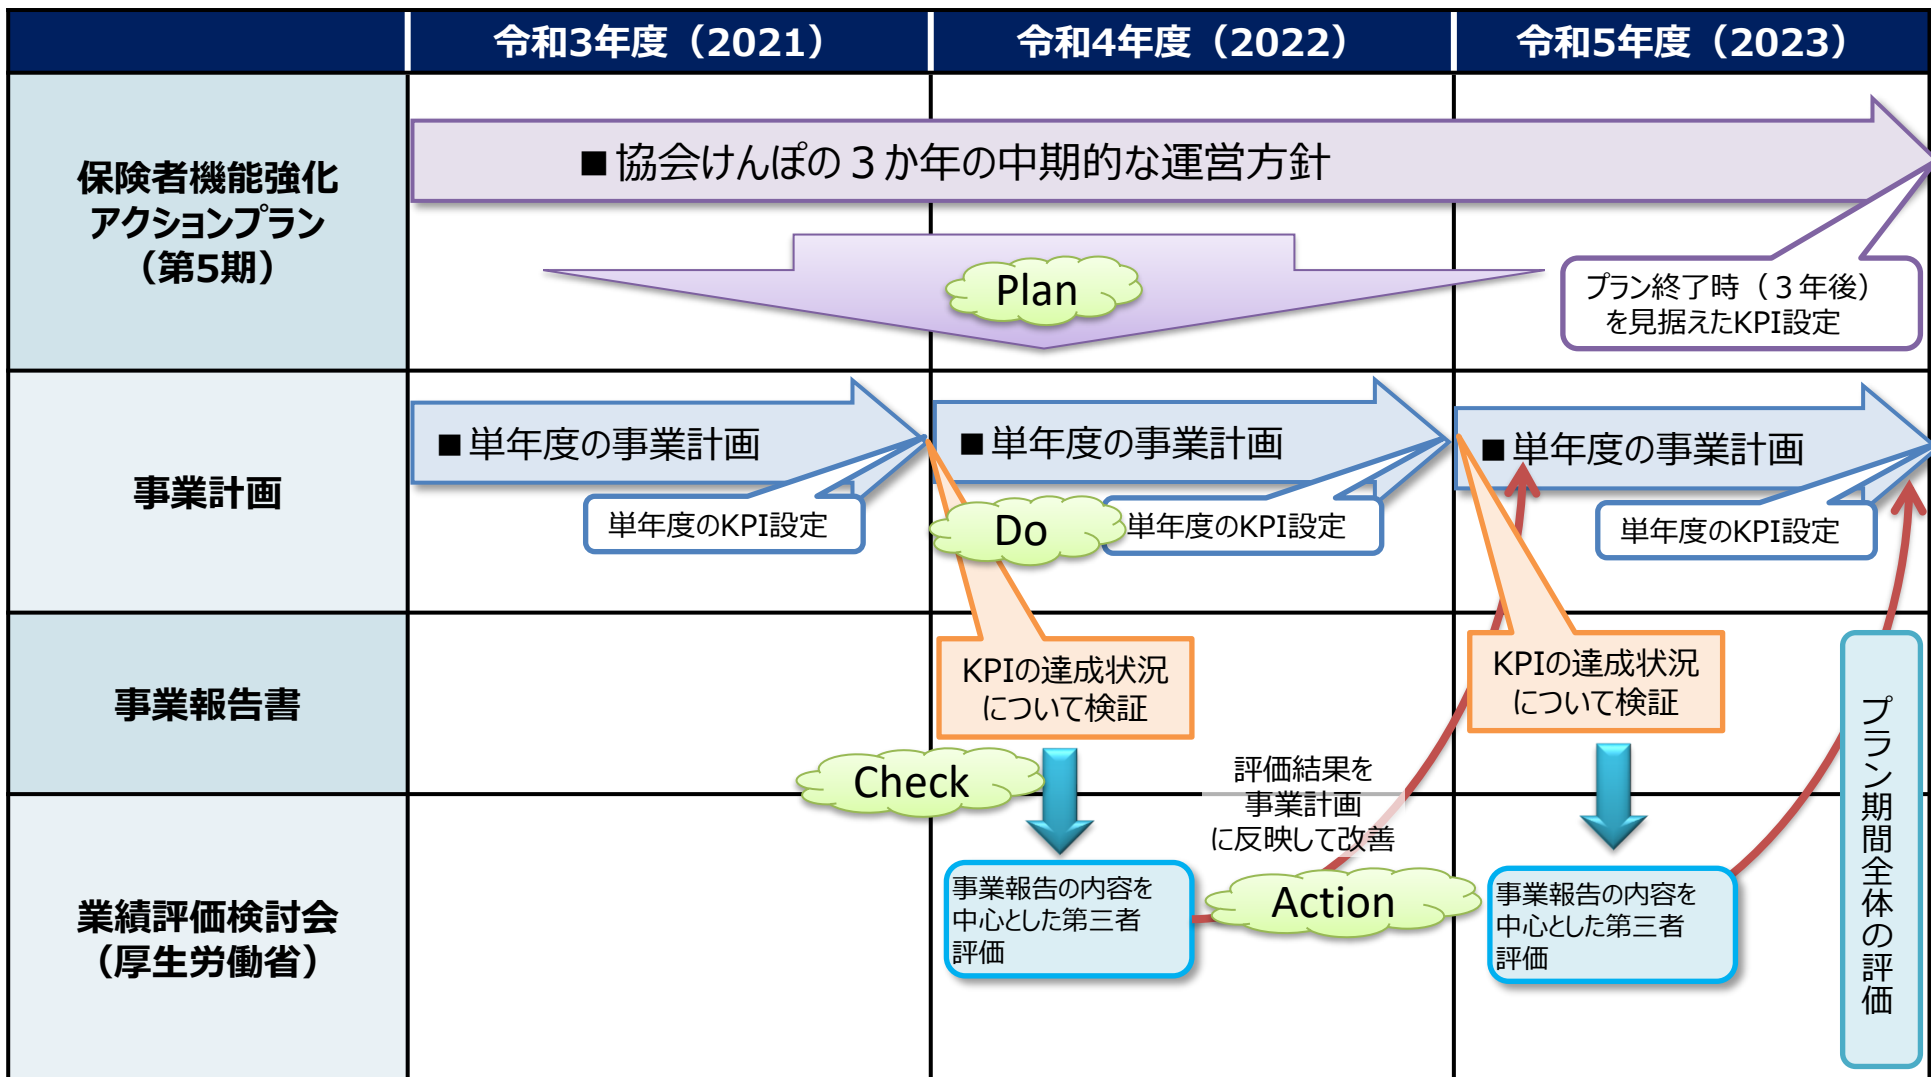 令和3年度（2021）
令和4年度（2022）
令和5年度（2023）
保険者機能強化
アクションプラン
（第5期）
■協会けんぽの３か年の中期的な運営方針
Plan
プラン終了時（３年後）
を見据えたKPI設定
事業計画
■単年度の事業計画
単年度のKPI設定
■単年度の事業計画
Do
単年度のKPI設定
■単年度の事業計画
単年度のKPI設定
事業報告書
KPIの達成状況
について検証
KPIの達成状況
について検証
Check
評価結果を
事業計画
に反映して改善
プラン期間全体の評価
業績評価検討会
（厚生労働省）
事業報告の内容を
中心とした第三者
評価
Action
事業報告の内容を
中心とした第三者
評価